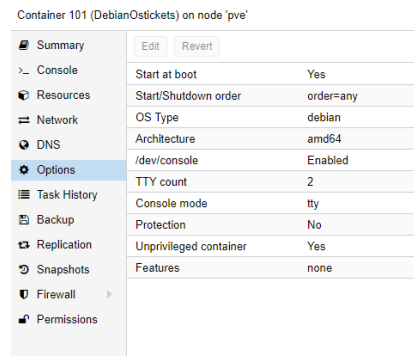 Container 101 (DebianOstickets) on node 'pve'
Summary
Console
Resources
Network
DNS
Options
Task History
Backup
Replication
Snapshots
Firewall
Permissions
Edit Revert
Start at boot Yes
Start/Shutdown order order=any
OS Type debian
Architecture amd64
/dev/console Enabled
TTY count 2
Console mode tty
Protection No
Unprivileged container Yes
Features none